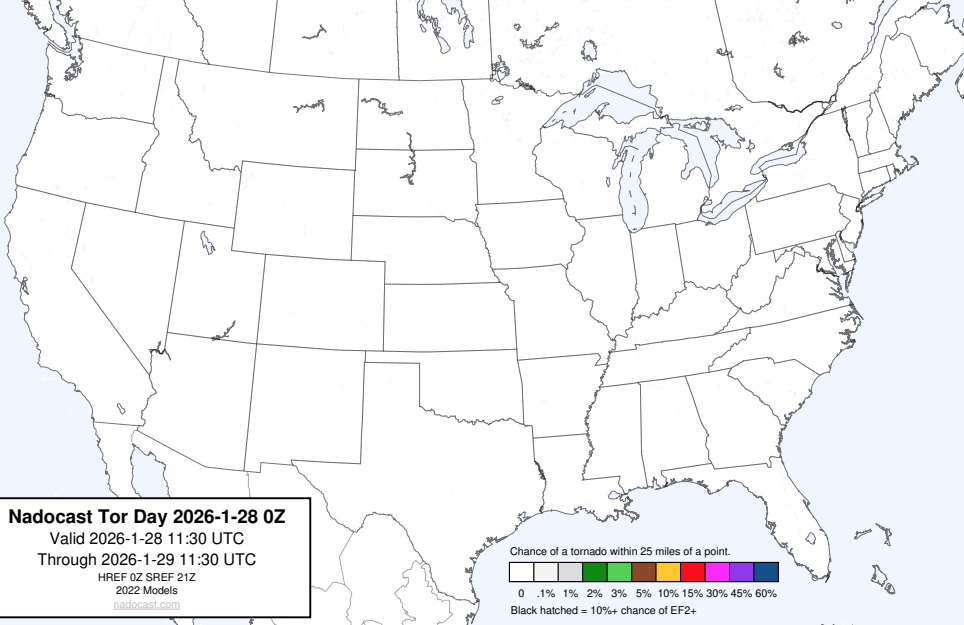 Nadocast Tor Day 2026-1-28 0Z
Valid 2026-1-28 11:30 UTC
Through 2026-1-29 11:30 UTC
HREF 0Z SREF 21Z
2022 Models
nadocast.com
Chance of a tornado within 25 miles of a point.
0 .1% 1% 2% 3% 5% 10% 15% 30% 45% 60%
Black hatched = 10%+ chance of EF2+